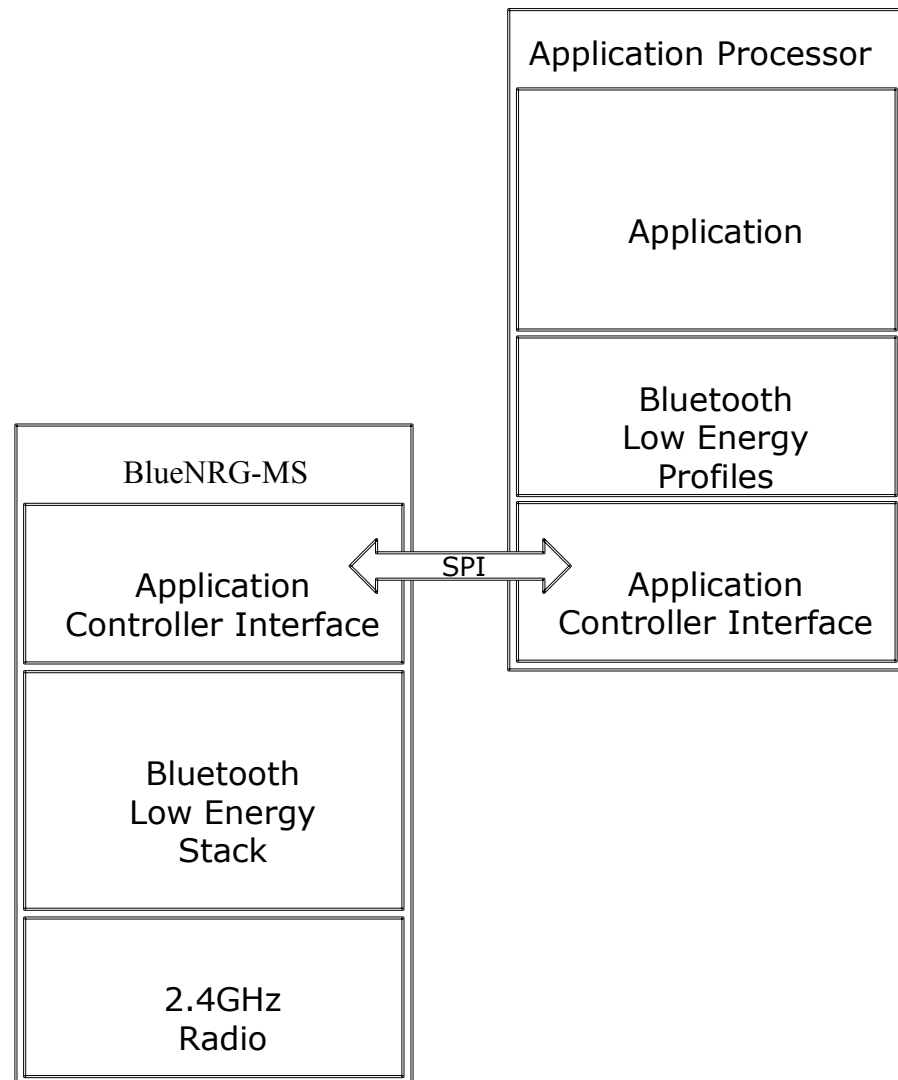 Application Processor
Application
Bluetooth
Low Energy
Profiles
Application
Controller Interface
SPI
BlueNRG-MS
Application
Controller Interface
Bluetooth
Low Energy
Stack
2.4GHz
Radio